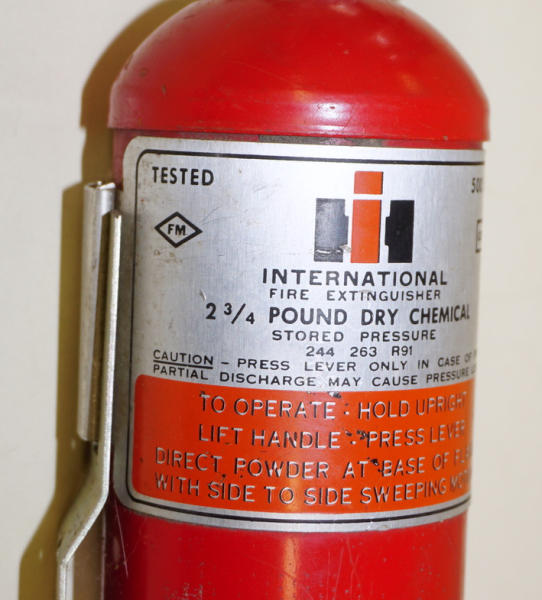 TESTED
FM
INTERNATIONAL
FIRE EXTINGUISHER
2 3/4 POUND DRY CHEMICAL
STORED PRESSURE
244 263 R91
CAUTION - PRESS LEVER ONLY IN CASE OF
PARTIAL DISCHARGE MAY CAUSE PRESSURE
TO OPERATE - HOLD UPRIGHT
LIFT HANDLE - PRESS LEVER
DIRECT POWDER AT BASE OF
WITH SIDE TO SIDE SWEEPING